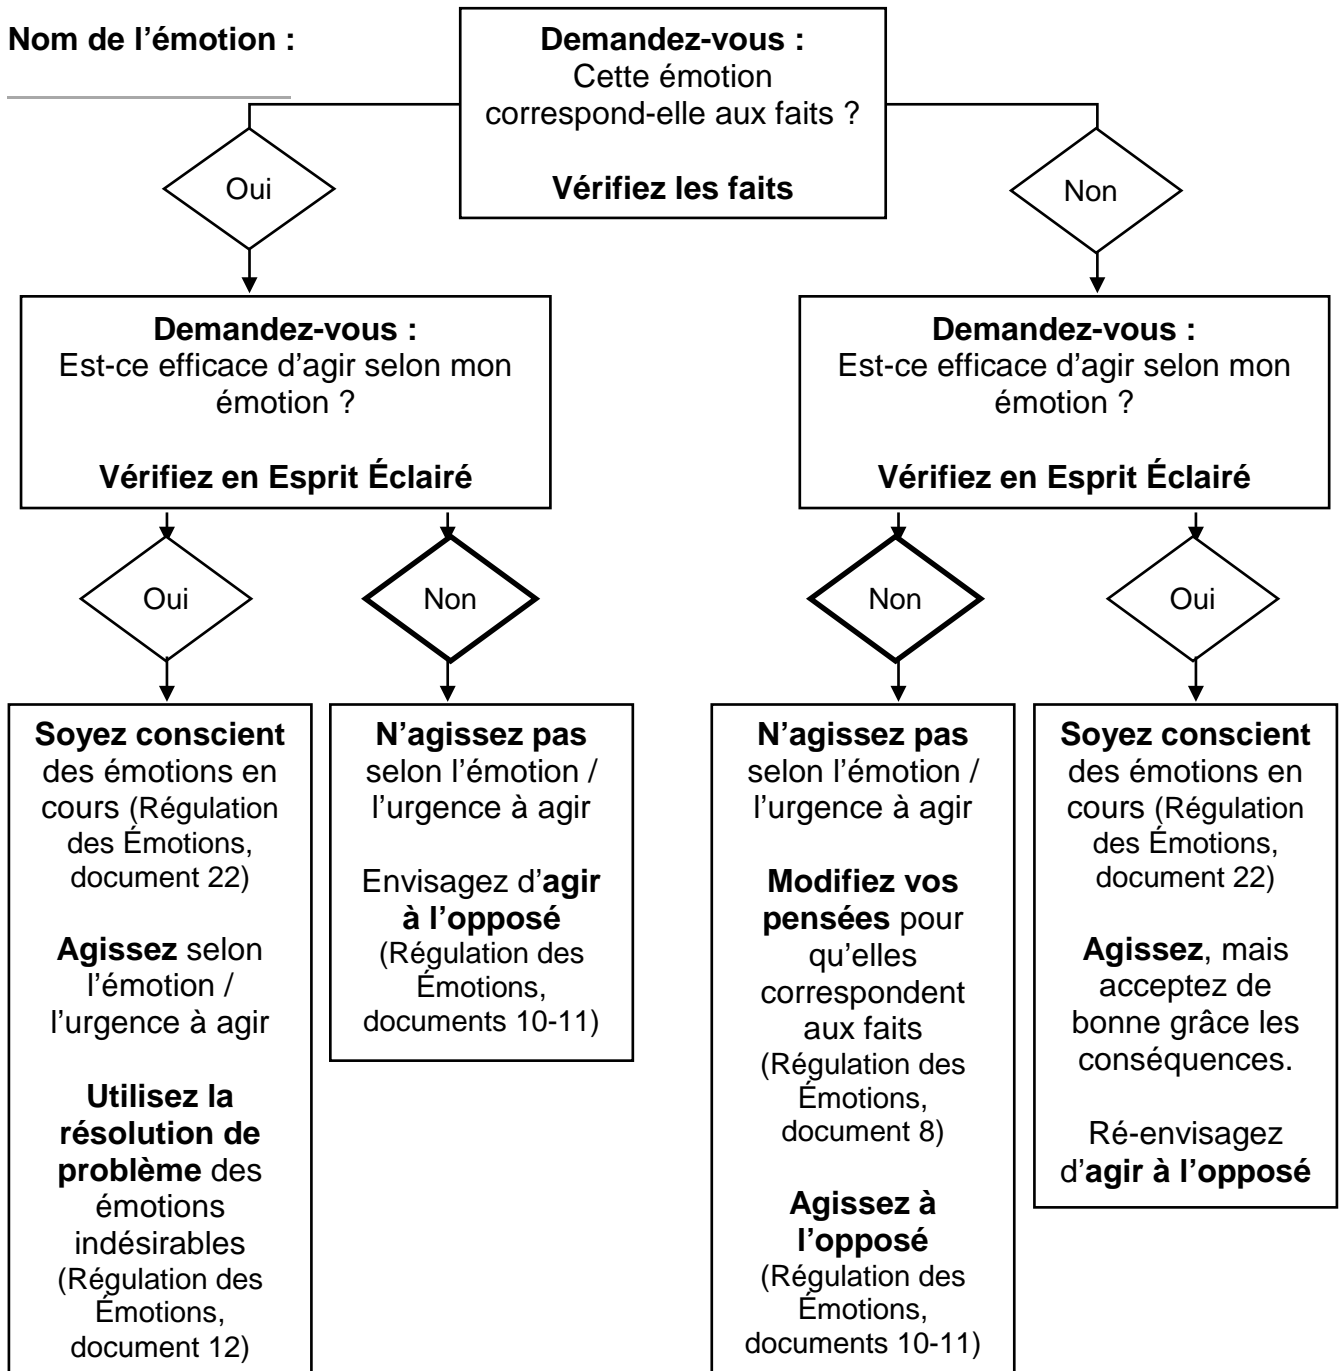 Nom de l'émotion :
Demandez-vous :
Cette émotion
correspond-elle aux faits ?
Vérifiez les faits
Oui
Non
Demandez-vous :
Est-ce efficace d'agir selon mon
émotion ?
Vérifiez en Esprit Éclairé
Demandez-vous :
Est-ce efficace d'agir selon mon
émotion ?
Vérifiez en Esprit Éclairé
Oui
Non
Non
Oui
Soyez conscient
des émotions en
cours (Régulation
des Émotions,
document 22)
Agissez selon
l'émotion /
l'urgence à agir
Utilisez la
résolution de
problème des
émotions
indésirables
(Régulation des
Émotions,
document 12)
N'agissez pas
selon l'émotion /
l'urgence à agir
Envisagez d'agir
à l'opposé
(Régulation des
Émotions,
documents 10-11)
N'agissez pas
selon l'émotion /
l'urgence à agir
Modifiez vos
pensées pour
qu'elles
correspondent
aux faits
(Régulation des
Émotions,
document 8)
Agissez à
l'opposé
(Régulation des
Émotions,
documents 10-11)
Soyez conscient
des émotions en
cours (Régulation
des Émotions,
document 22)
Agissez, mais
acceptez de
bonne grâce les
conséquences.
Ré-envisagez
d'agir à l'opposé